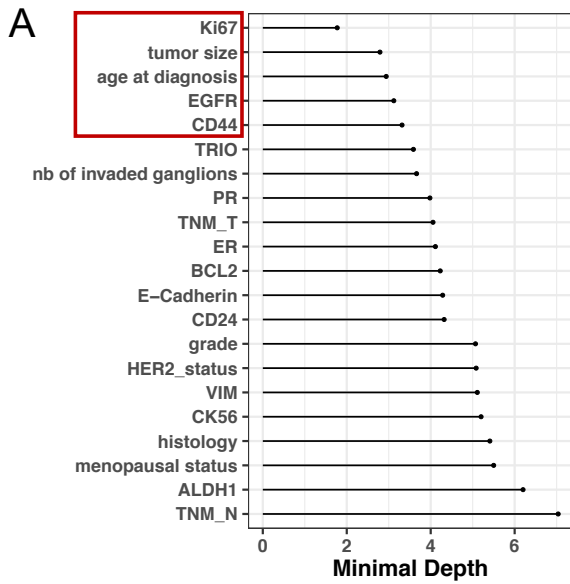 A
Ki67
tumor size
age at diagnosis
EGFR
CD44
TRIO
nb of invaded ganglions
PR
TNM_T
ER
BCL2
E−Cadherin
CD24
grade
HER2_status
VIM
CK56
histology
menopausal status
ALDH1
TNM_N
0 2 4 6
Minimal Depth